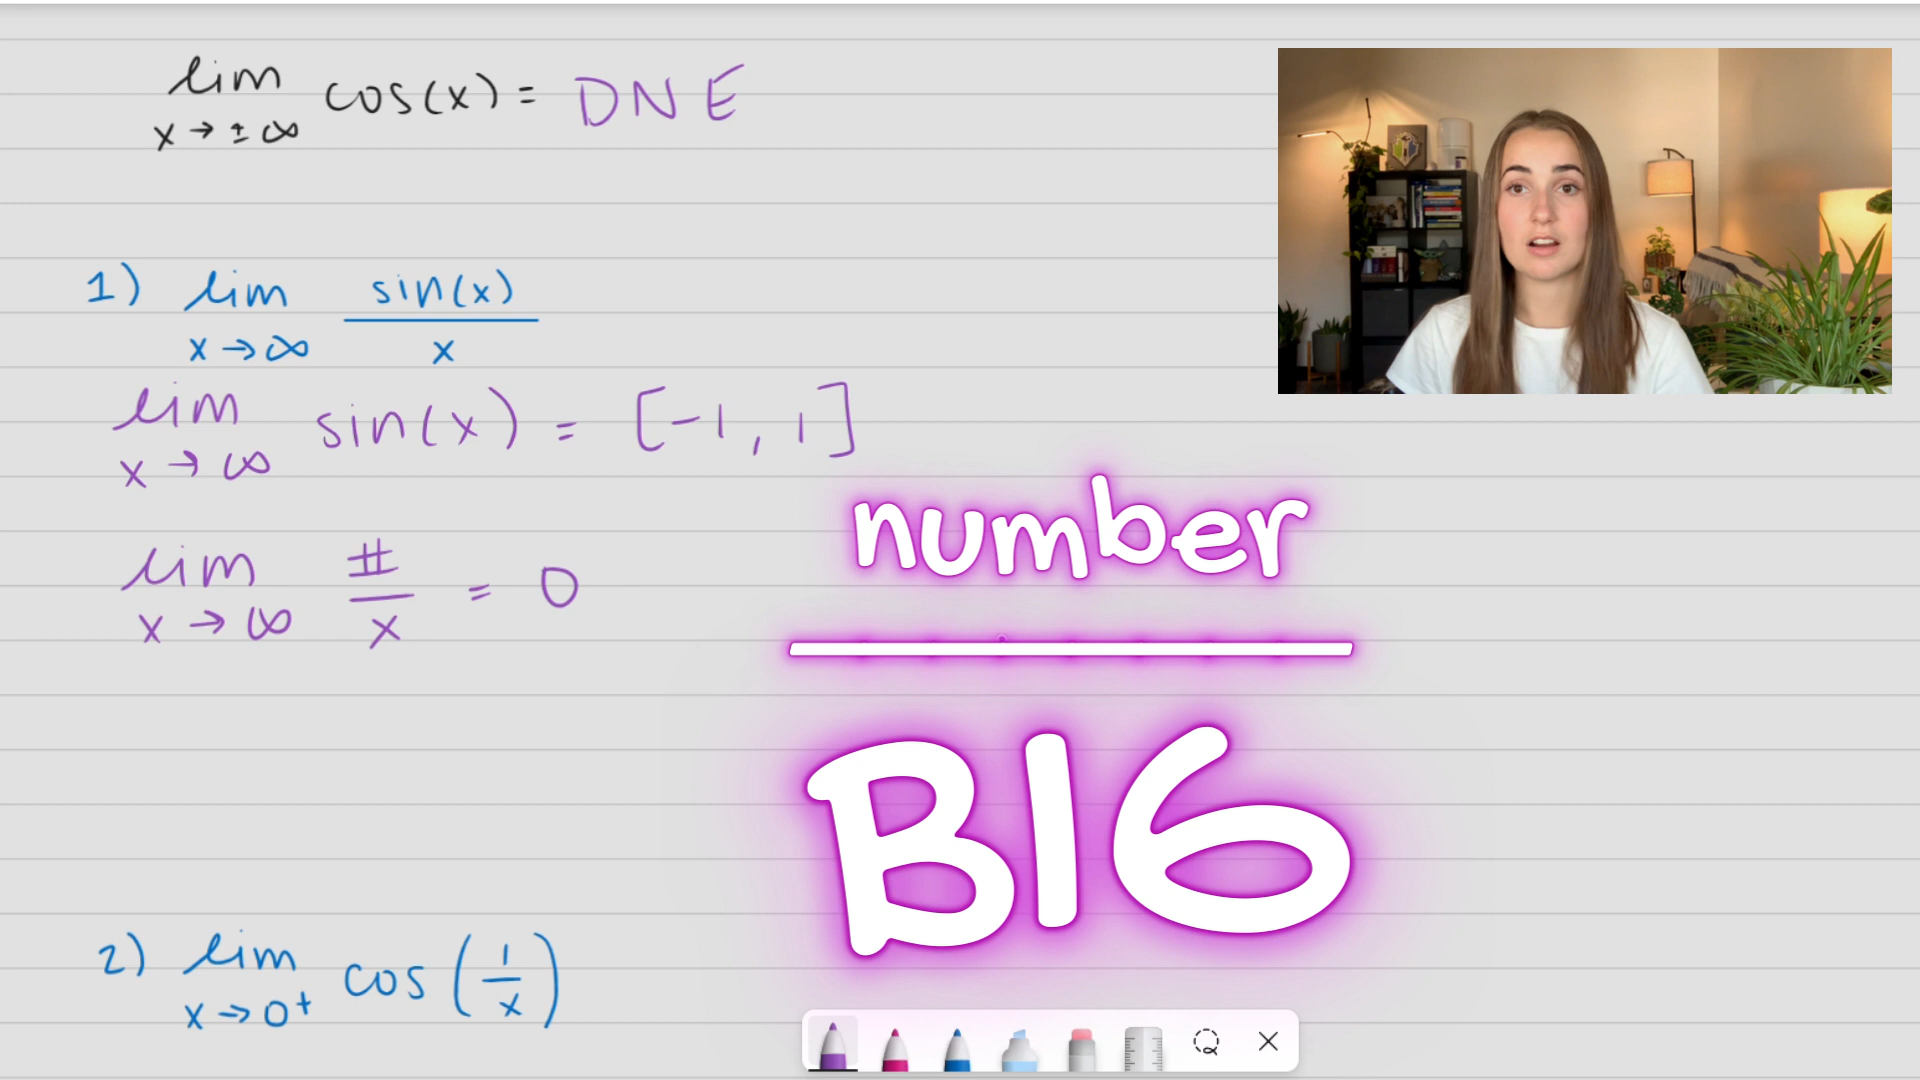 lim x → ± ∞ cos(x) = DNE
1) lim x → ∞ sin(x) / x
lim x → ∞ sin(x) = [-1, 1]
lim x → ∞ # / x = 0
number
BIG
2) lim x → 0+ cos(1/x)